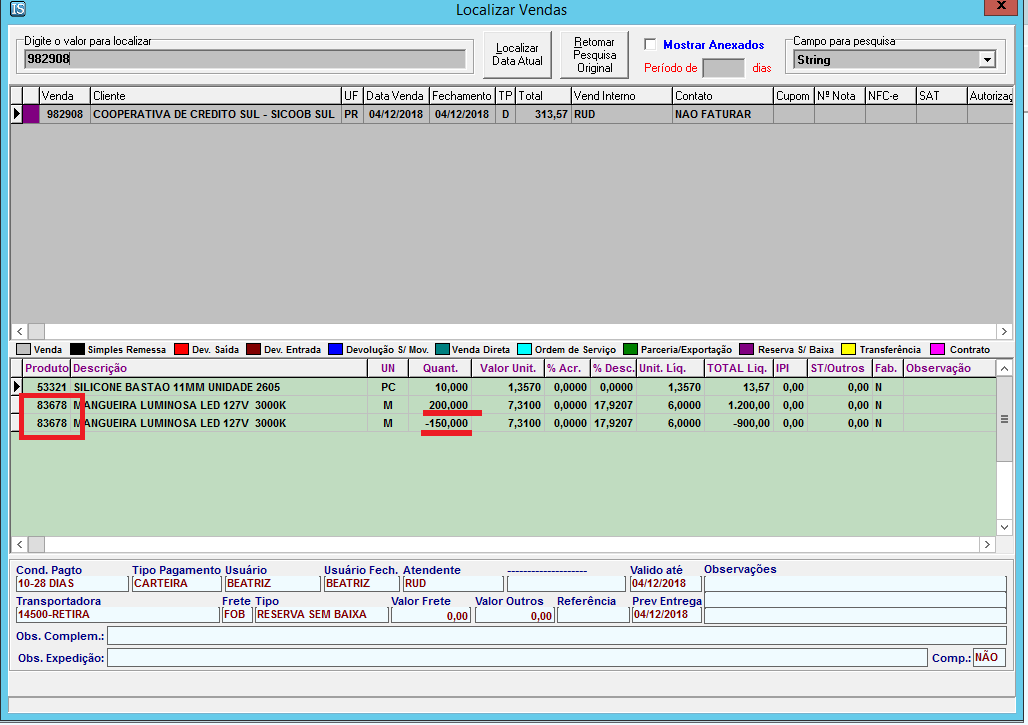 IS Localizar Vendas X
Digite o valor para localizar
982908
Localizar Data Atual
Retomar Pesquisa Original
Mostrar Anexados
Período de dias
Campo para pesquisa
String
Venda Cliente UF Data Venda Fechamento TP Total Vend Interno Contato Cupom Nº Nota NFC-e SAT Autorizaç
982908 COOPERATIVA DE CREDITO SUL - SICOOB SUL PR 04/12/2018 04/12/2018 D 313,57 RUD NAO FATURAR
Venda Simples Remessa Dev. Saída Dev. Entrada Devolução S/ Mov. Venda Direta Ordem de Serviço Parceria/Exportação Reserva S/ Baixa Transferência Contrato
Produto Descrição UN Quant. Valor Unit. % Acr. % Desc. Unit. Liq. TOTAL Liq. IPI ST/Outros Fab. Observação
53321 SILICONE BASTAO 11MM UNIDADE 2605 PC 10,000 1,3570 0,0000 0,0000 1,3570 13,57 0,00 0,00 N
83678 MANGUEIRA LUMINOSA LED 127V 3000K M 200,000 7,3100 0,0000 17,9207 6,0000 1.200,00 0,00 0,00 N
83678 MANGUEIRA LUMINOSA LED 127V 3000K M -150,000 7,3100 0,0000 17,9207 6,0000 -900,00 0,00 0,00 N
Cond. Pagto Tipo Pagamento Usuário Usuário Fech. Atendente -------------------- Valido até Observações
10-28 DIAS CARTEIRA BEATRIZ BEATRIZ RUD 04/12/2018
Transportadora Frete Tipo Valor Frete Valor Outros Referência Prev Entrega
14500-RETIRA FOB RESERVA SEM BAIXA 0,00 0,00 04/12/2018
Obs. Complem.:
Obs. Expedição: Comp.: NÃO